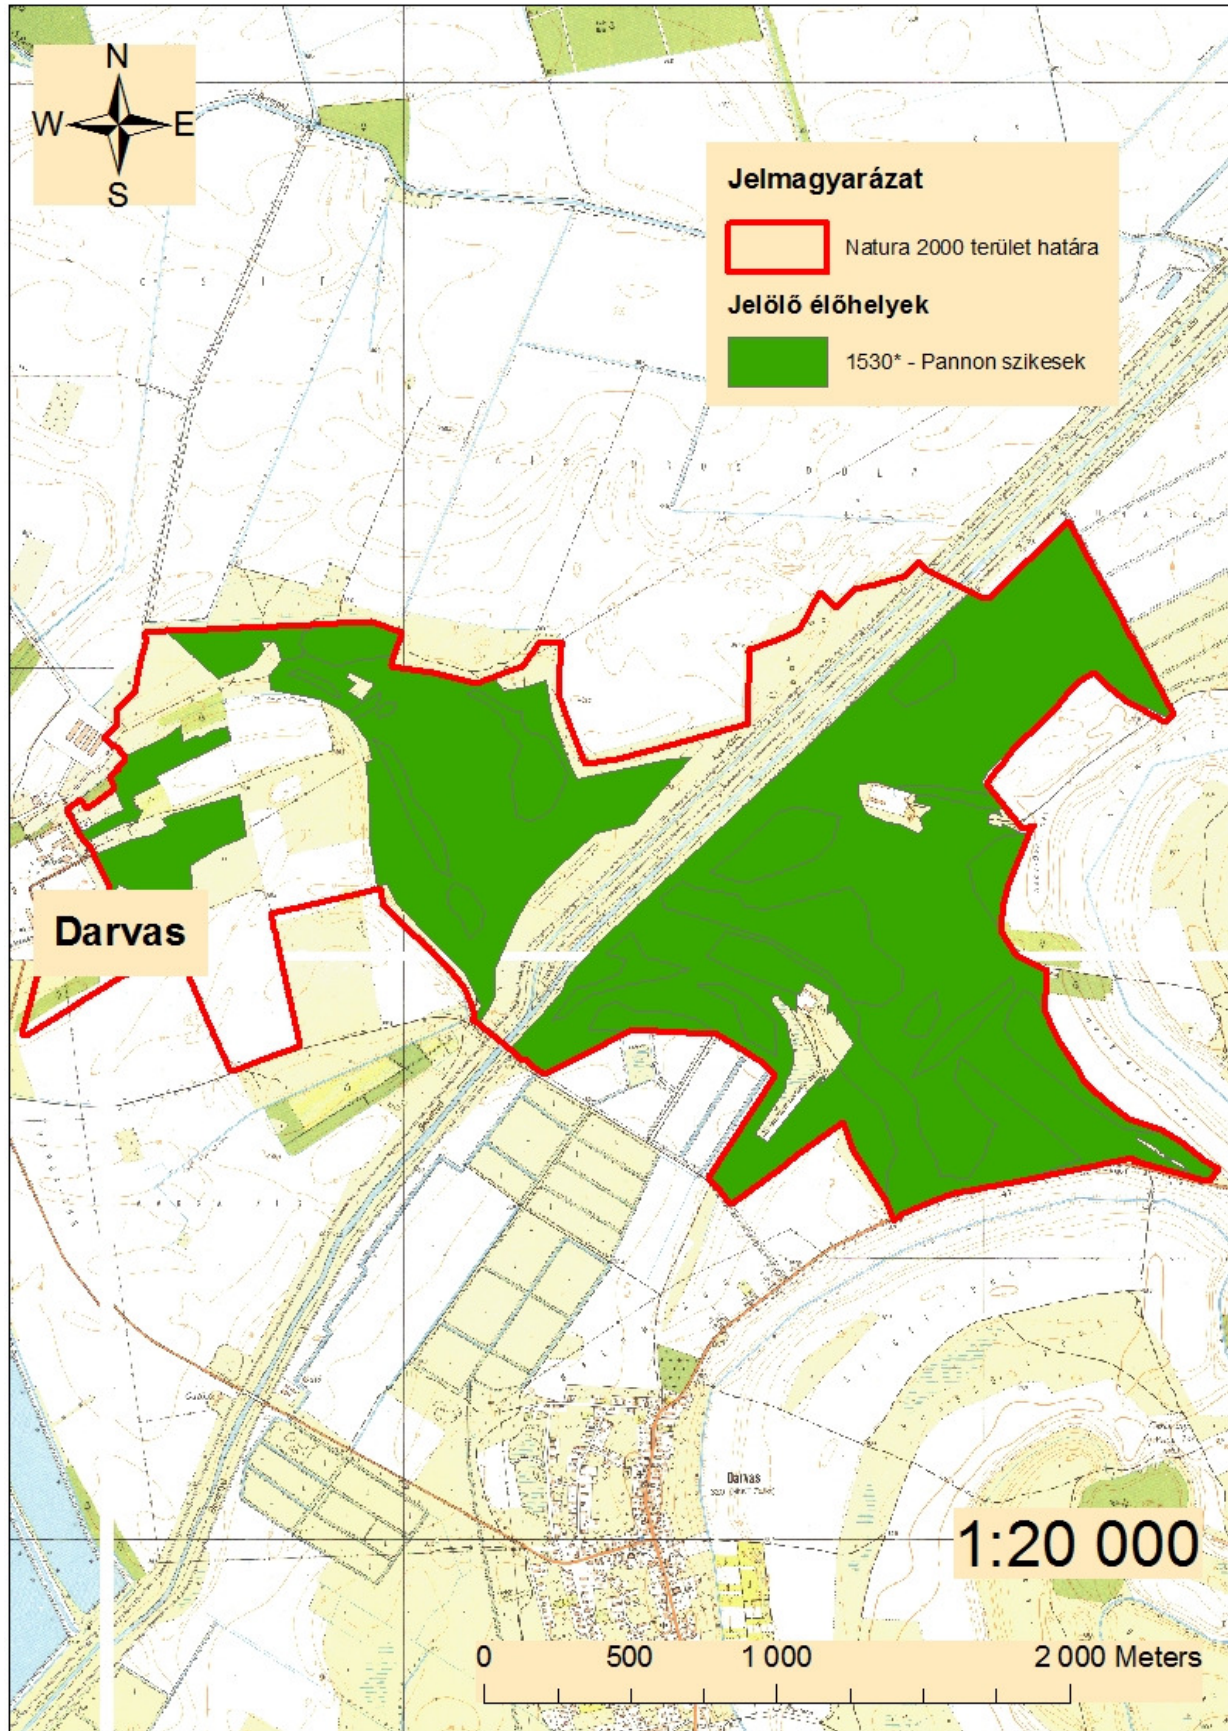 N
W E
S
Jelmagyarázat
Natura 2000 terület határa
Jelölő élőhelyek
1530* - Pannon szikesek
Darvas
Darvas
1:20 000
0 500 1 000 2 000 Meters